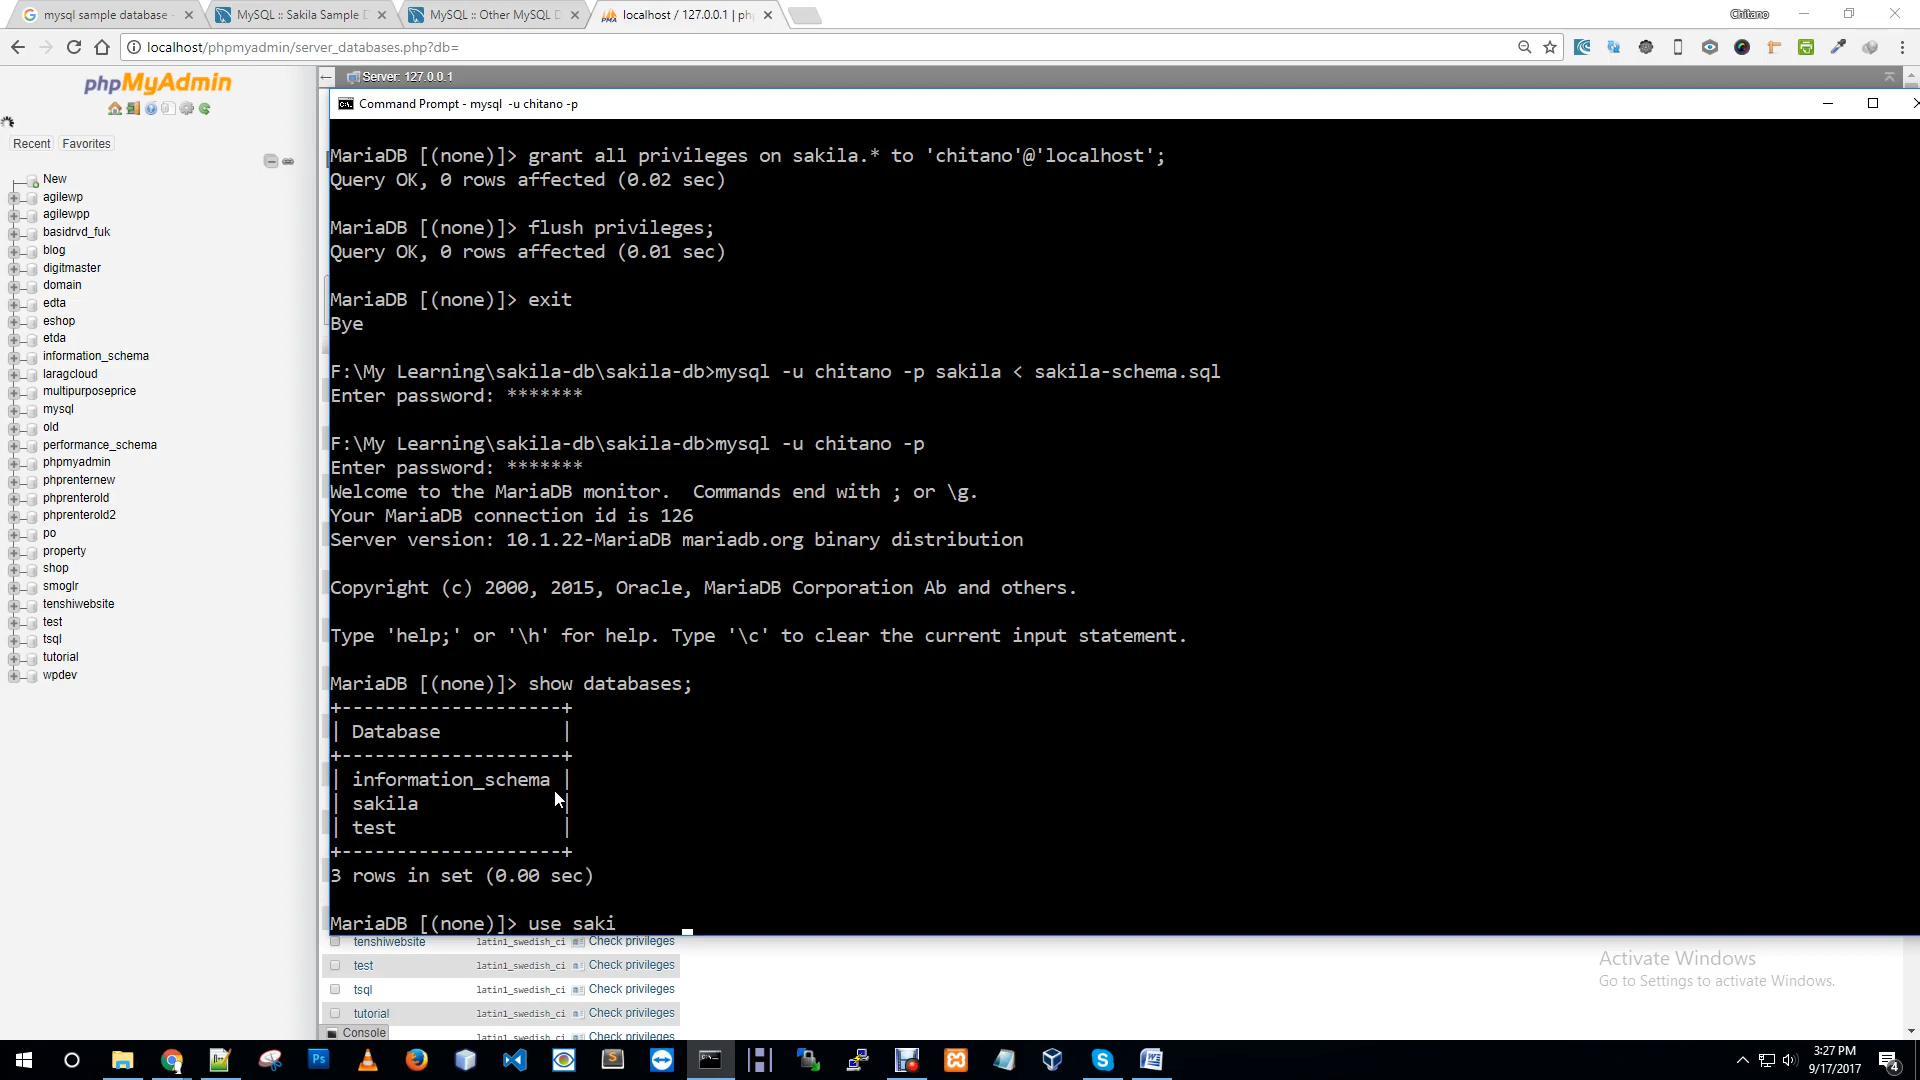 mysql sample database -
MySQL :: Sakila Sample D
MySQL :: Other MySQL D
localhost / 127.0.0.1 | ph
Chitano
localhost/phpmyadmin/server_databases.php?db=
phpMyAdmin
Server: 127.0.0.1
Recent
Favorites
New
agilewp
agilewpp
basidrvd_fuk
blog
digitmaster
domain
edta
eshop
etda
information_schema
laragcloud
multipurposeprice
mysql
old
performance_schema
phpmyadmin
phprenternew
phprenterold
phprenterold2
po
property
shop
smoglr
tenshiwebsite
test
tsql
tutorial
wpdev
Command Prompt - mysql -u chitano -p
MariaDB [(none)]> grant all privileges on sakila.* to 'chitano'@'localhost';
Query OK, 0 rows affected (0.02 sec)
MariaDB [(none)]> flush privileges;
Query OK, 0 rows affected (0.01 sec)
MariaDB [(none)]> exit
Bye
F:\My Learning\sakila-db\sakila-db>mysql -u chitano -p sakila < sakila-schema.sql
Enter password: *******
F:\My Learning\sakila-db\sakila-db>mysql -u chitano -p
Enter password: *******
Welcome to the MariaDB monitor.  Commands end with ; or \g.
Your MariaDB connection id is 126
Server version: 10.1.22-MariaDB mariadb.org binary distribution
Copyright (c) 2000, 2015, Oracle, MariaDB Corporation Ab and others.
Type 'help;' or '\h' for help. Type '\c' to clear the current input statement.
MariaDB [(none)]> show databases;
+--------------------+
| Database           |
+--------------------+
| information_schema |
| sakila             |
| test               |
+--------------------+
3 rows in set (0.00 sec)
MariaDB [(none)]> use saki
tenshiwebsite latin1_swedish_ci Check privileges
test latin1_swedish_ci Check privileges
tsql latin1_swedish_ci Check privileges
tutorial latin1_swedish_ci Check privileges
latin1_swedish_ci Check privileges
Console
Activate Windows
Go to Settings to activate Windows.
3:27 PM
9/17/2017
4